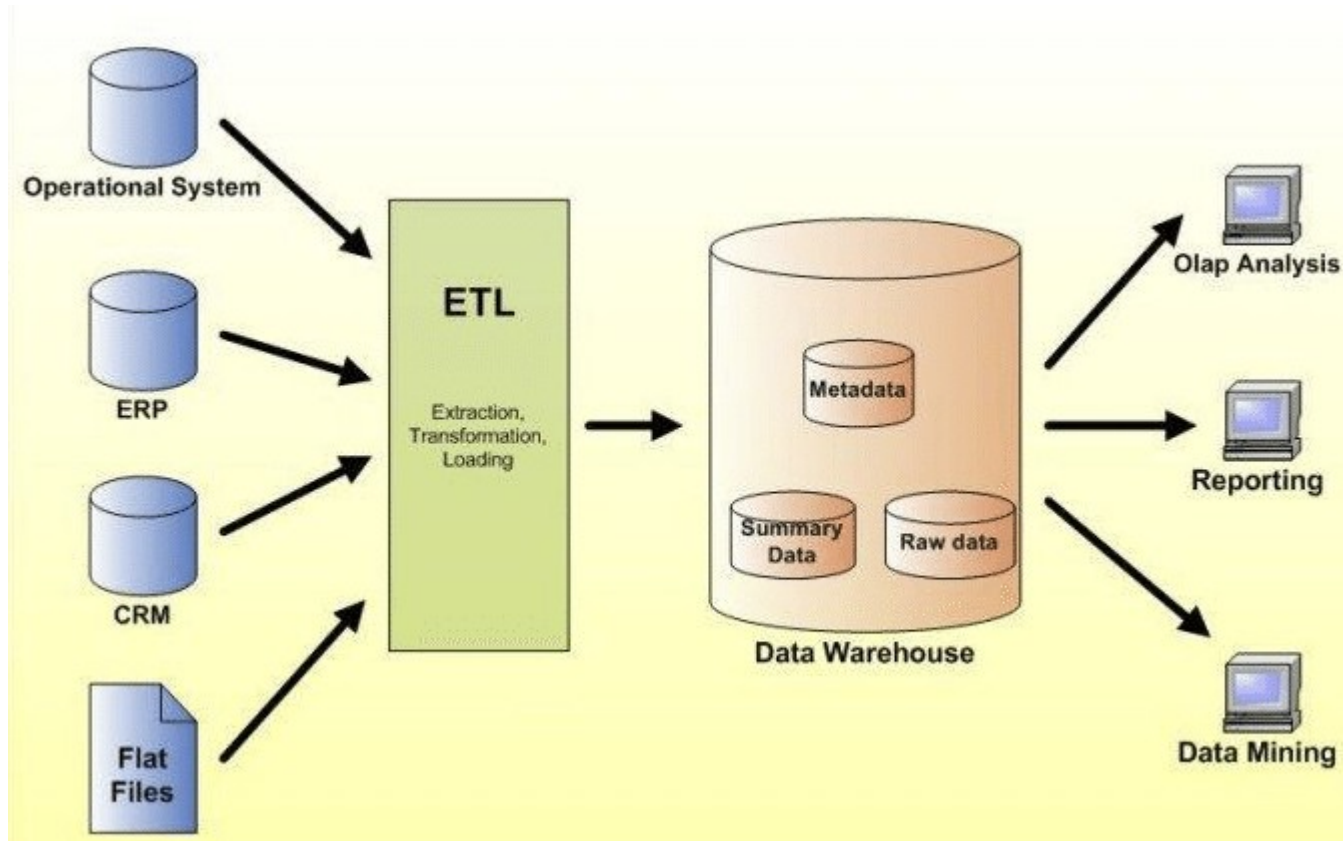 Operational System
ERP
CRM
Flat
Files
ETL
Extraction,
Transformation,
Loading
Metadata
Summary
Data
Raw data
Data Warehouse
Olap Analysis
Reporting
Data Mining